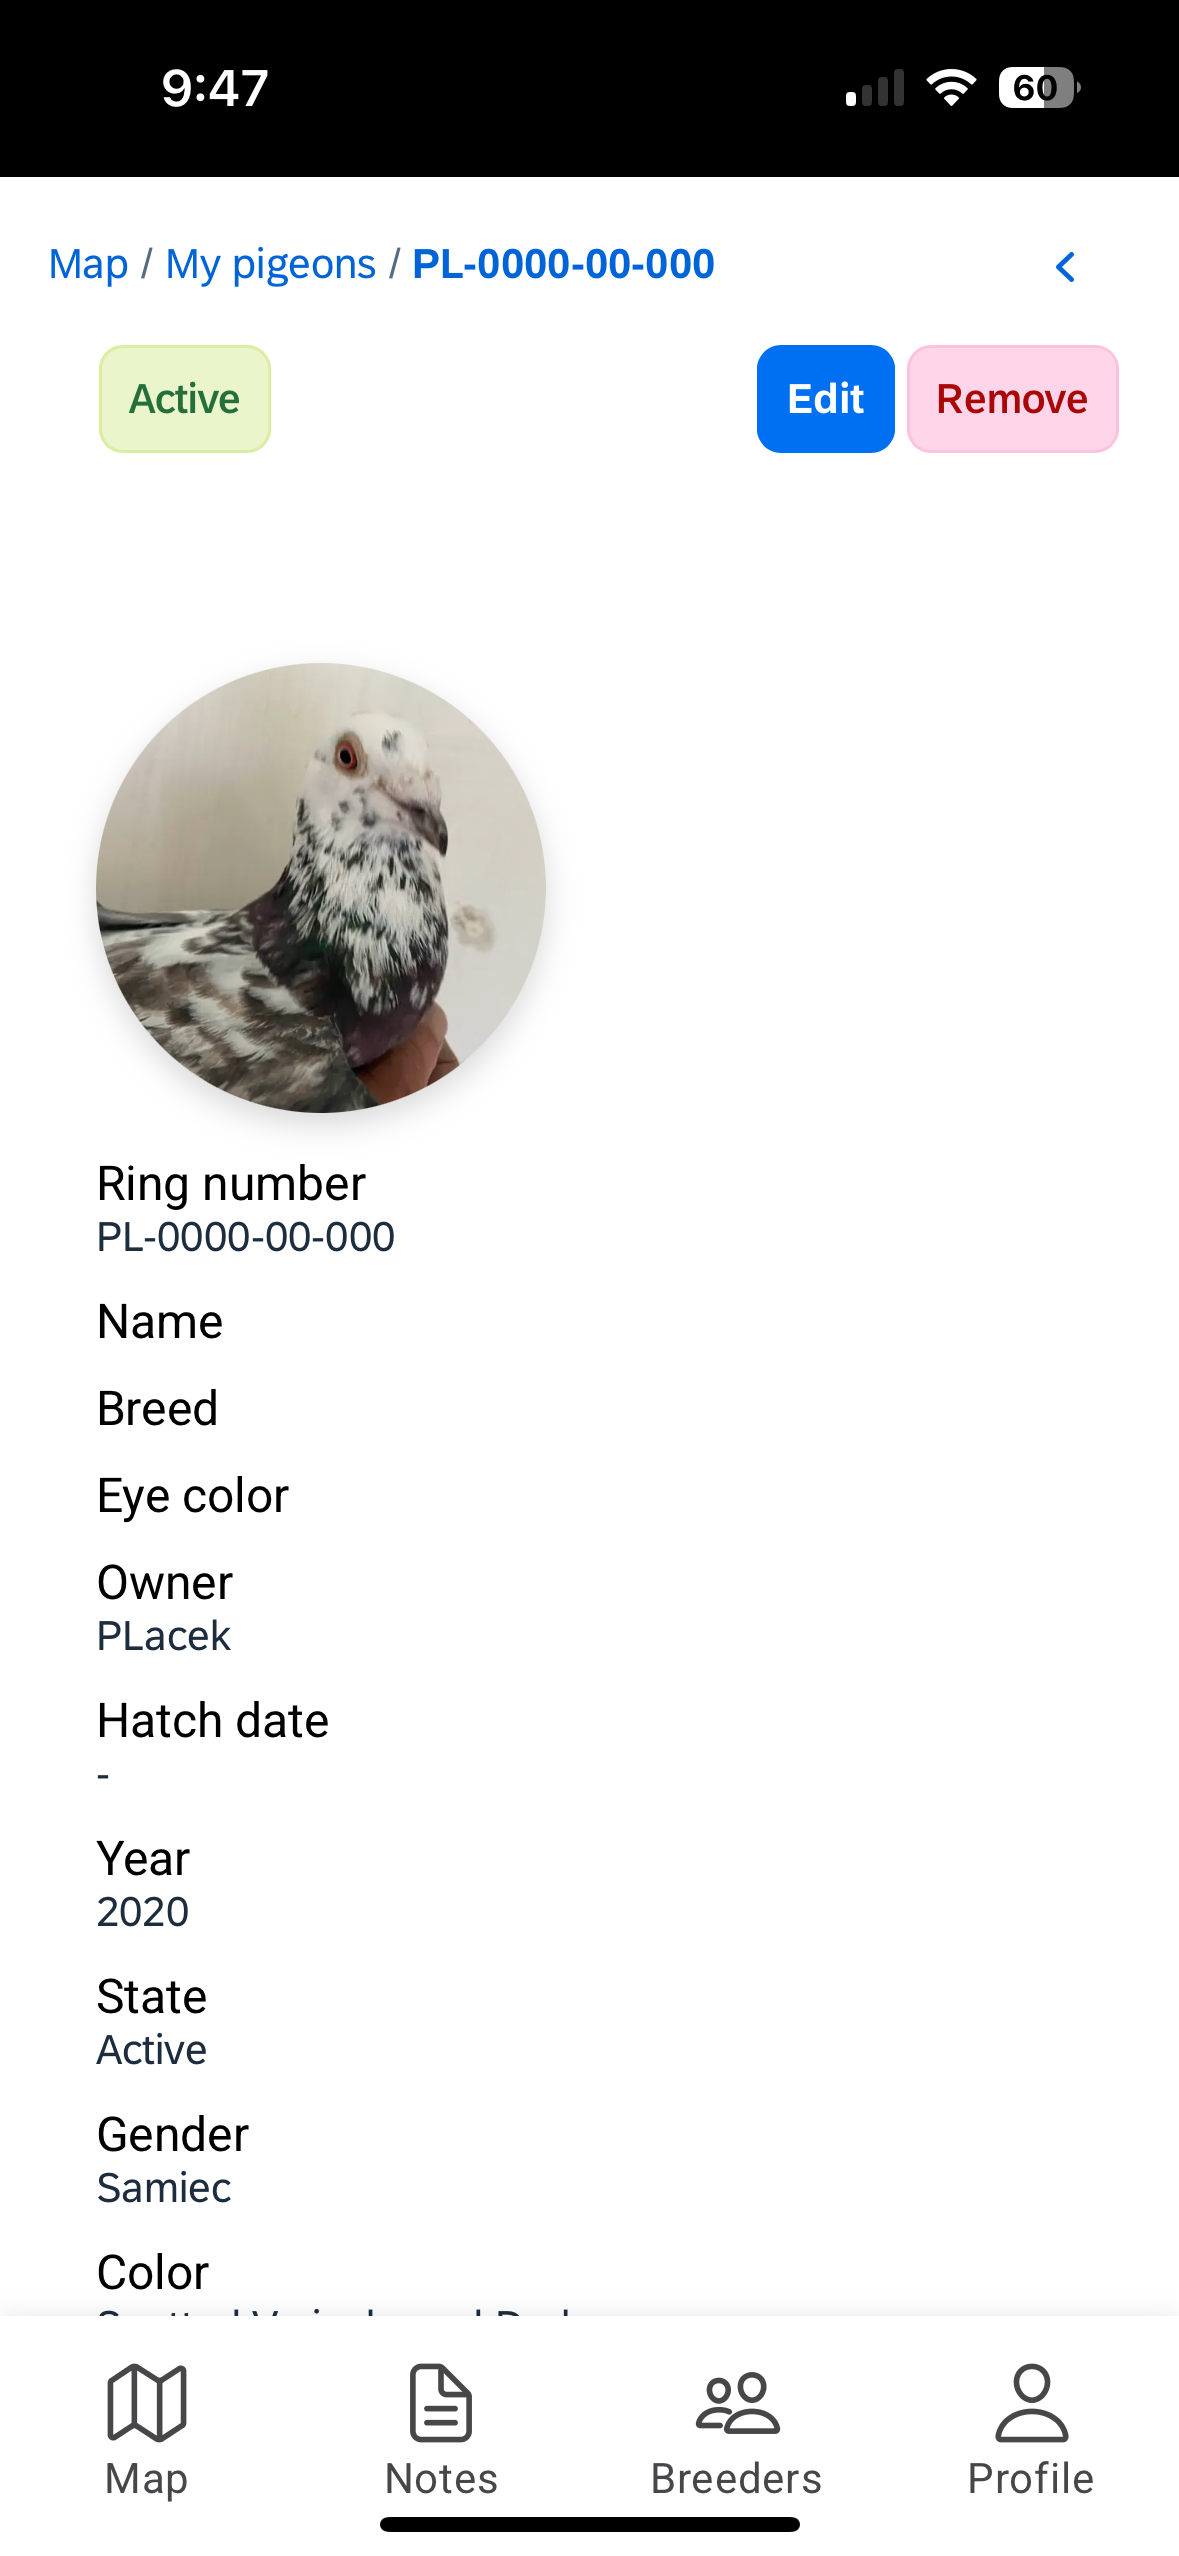 9:47
60
Map / My pigeons / PL-0000-00-000
Active
Edit
Remove
Ring number
PL-0000-00-000
Name
Breed
Eye color
Owner
PLacek
Hatch date
-
Year
2020
State
Active
Gender
Samiec
Color
Map
Notes
Breeders
Profile